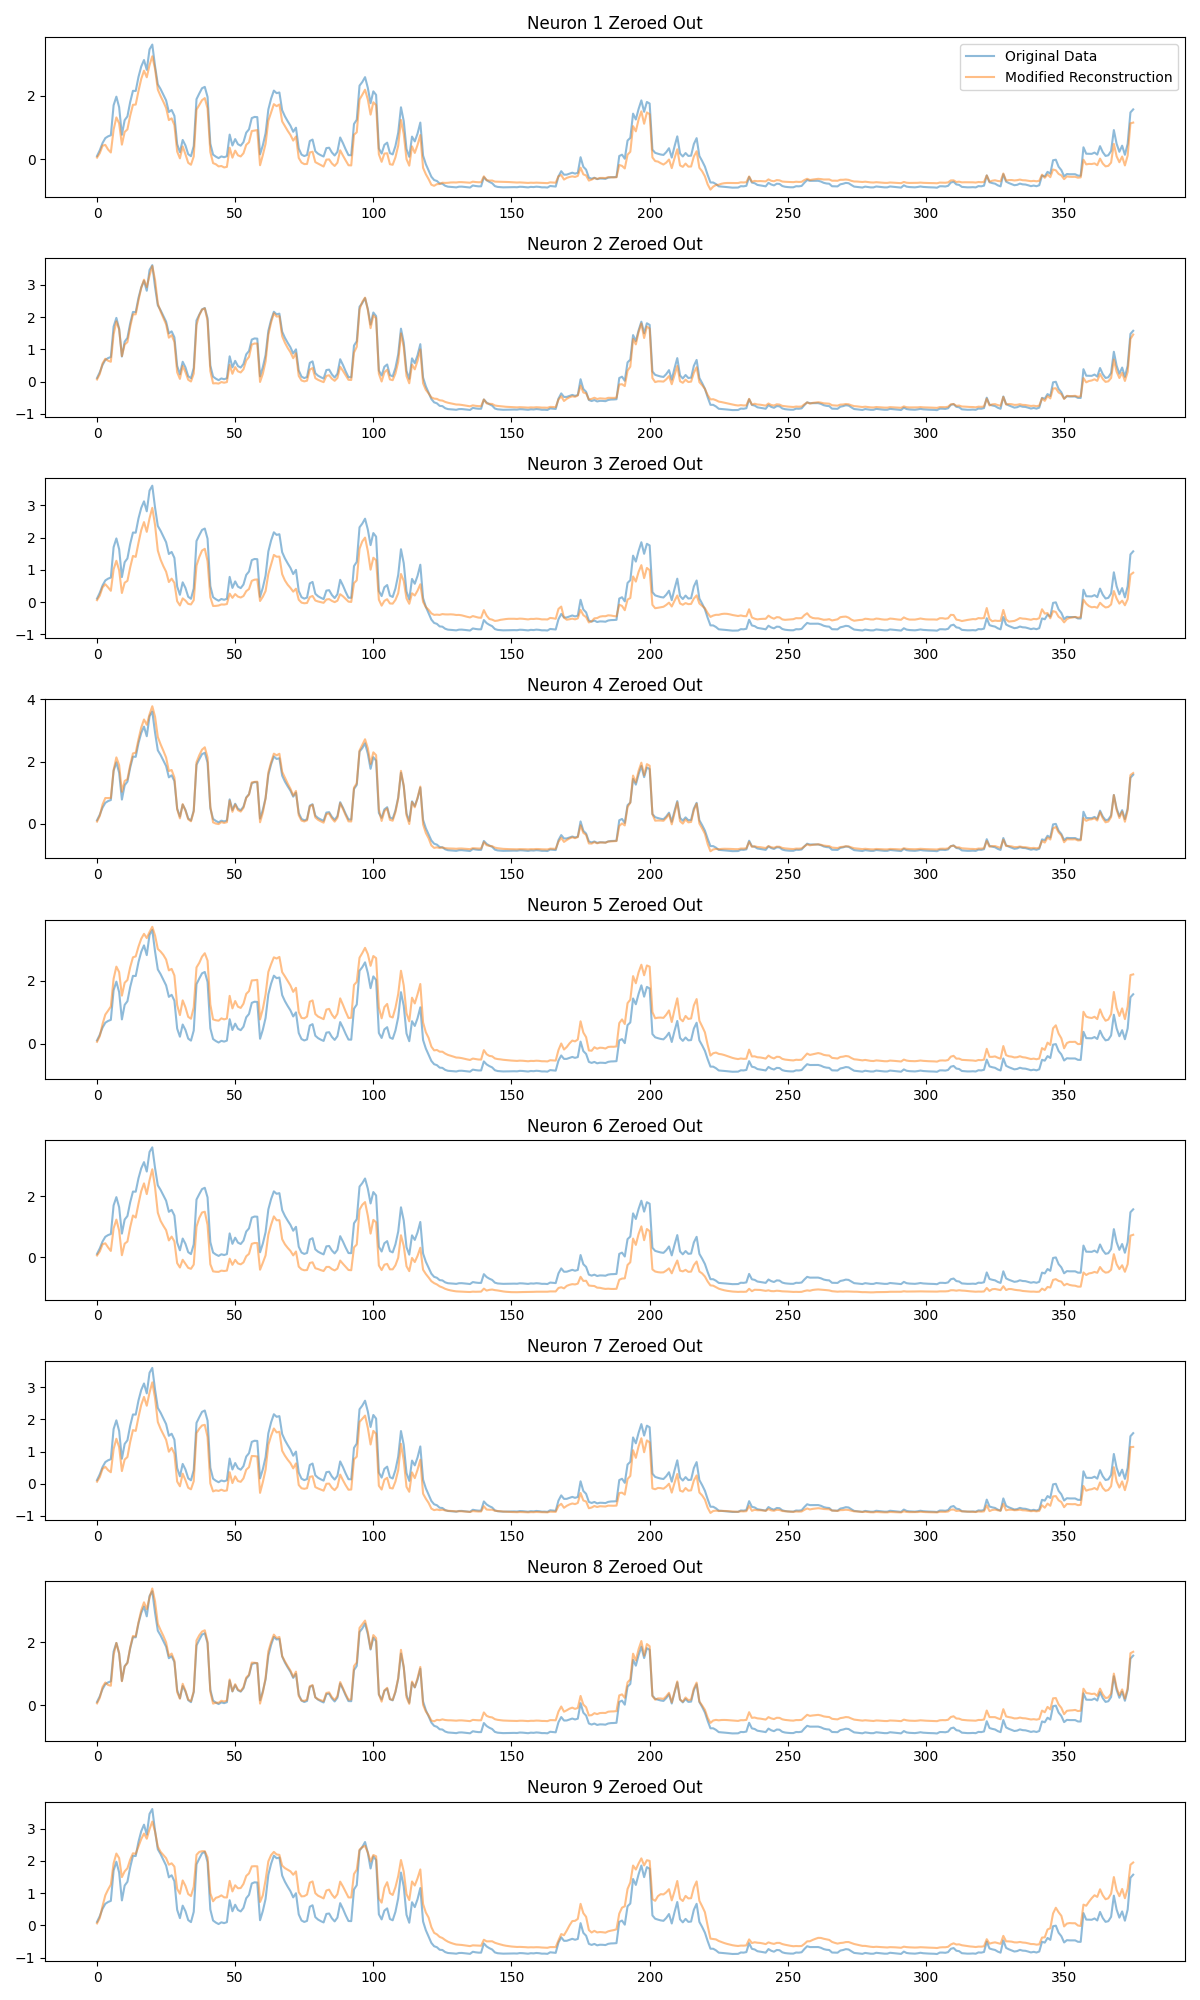 Neuron 1 Zeroed Out
Original Data
Modified Reconstruction
2
0
0 50 100 150 200 250 300 350
Neuron 2 Zeroed Out
3
2
1
0
−1
0 50 100 150 200 250 300 350
Neuron 3 Zeroed Out
3
2
1
0
−1
0 50 100 150 200 250 300 350
Neuron 4 Zeroed Out
4
2
0
0 50 100 150 200 250 300 350
Neuron 5 Zeroed Out
2
0
0 50 100 150 200 250 300 350
Neuron 6 Zeroed Out
2
0
0 50 100 150 200 250 300 350
Neuron 7 Zeroed Out
3
2
1
0
−1
0 50 100 150 200 250 300 350
Neuron 8 Zeroed Out
2
0
0 50 100 150 200 250 300 350
Neuron 9 Zeroed Out
3
2
1
0
−1
0 50 100 150 200 250 300 350